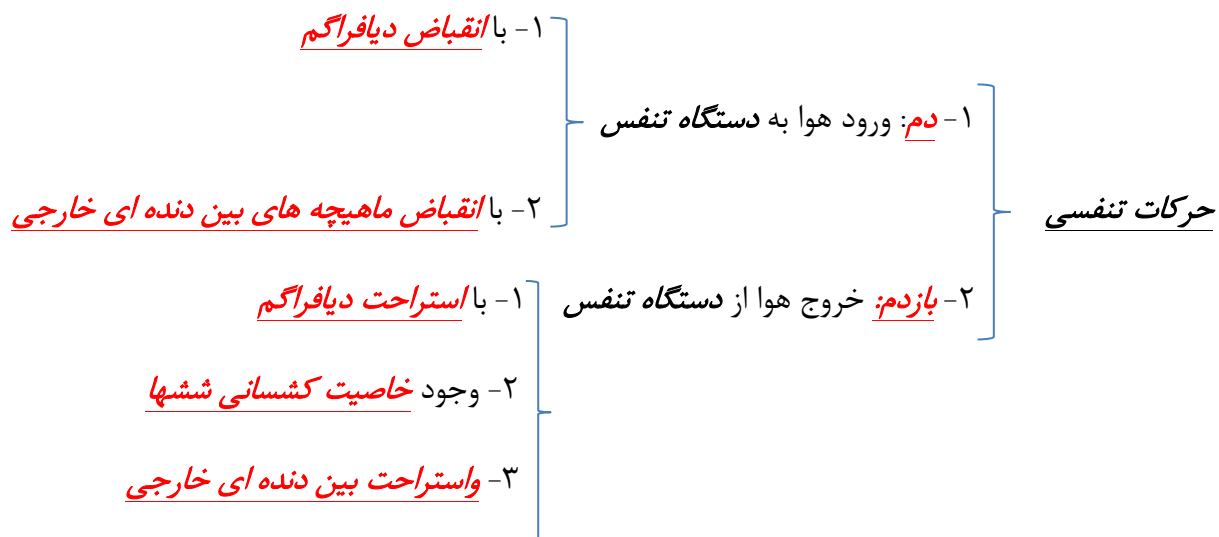 حرکات تنفسی
۱- دم: ورود هوا به دستگاه تنفس
۱- با انقباض دیافراگم
۲- با انقباض ماهیچه های بین دنده ای خارجی
۲- بازدم: خروج هوا از دستگاه تنفس
۱- با استراحت دیافراگم
۲- وجود خاصیت کشسانی ششها
۳- واستراحت بین دنده ای خارجی